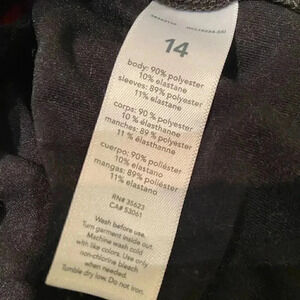 14
body: 90% polyester
10% elastane
sleeves: 89% polyester
11% elastane
corps: 90% polyester
10 % élasthanne
manches: 89 % polyester
11 % élasthanne
cuerpo: 90% poliéster
10% elastano
mangas: 89% poliéster
11% elastano
RN# 35623
CA# 53061
Wash before use.
Turn garment inside out.
Machine wash cold
with like colors. Use only
non-chlorine bleach
when needed.
Tumble dry low. Do not iron.